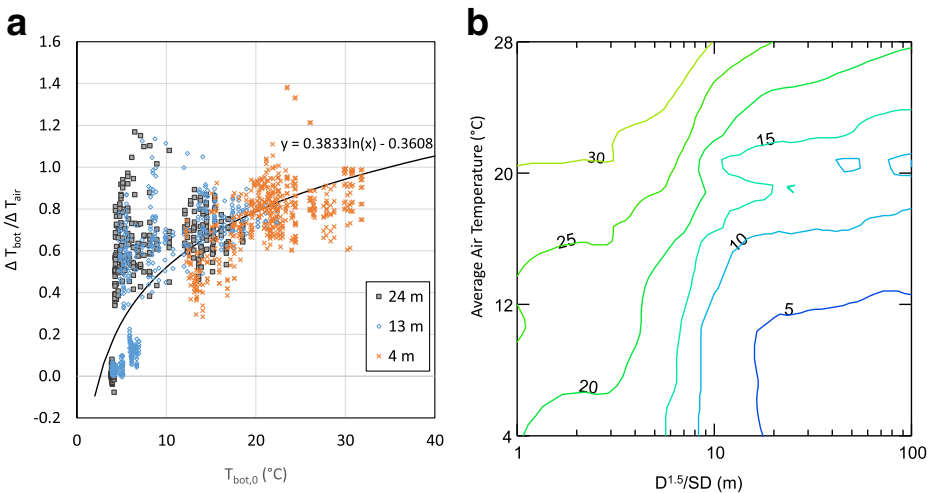 a
1.6
1.4
1.2
1.0
0.8
0.6
0.4
0.2
0.0
-0.2
0
10
20
30
40
Δ T_bot /Δ T_air
T_bot,0 (°C)
y = 0.3833ln(x) - 0.3608
24 m
13 m
4 m
b
28
20
12
4
1
10
100
Average Air Temperature (°C)
D^1.5/SD (m)
30
25
20
15
10
5